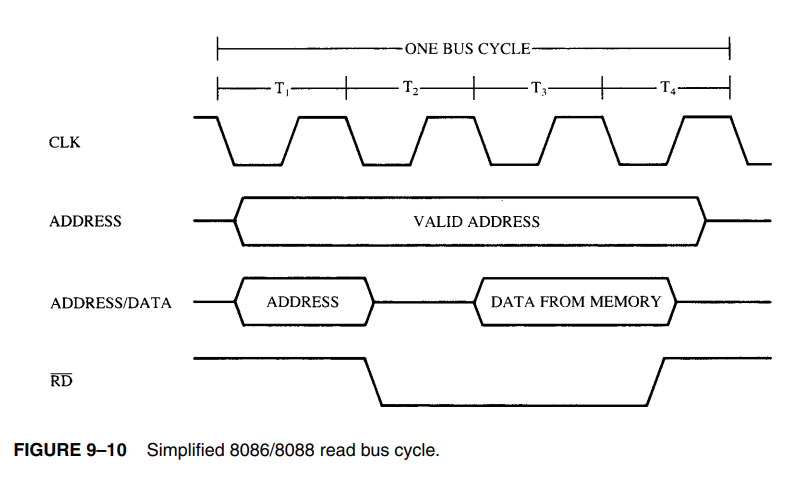 ONE BUS CYCLE
T₁ T₂ T₃ T₄
CLK
ADDRESS VALID ADDRESS
ADDRESS/DATA ADDRESS DATA FROM MEMORY
R̅D̅
FIGURE 9–10 Simplified 8086/8088 read bus cycle.